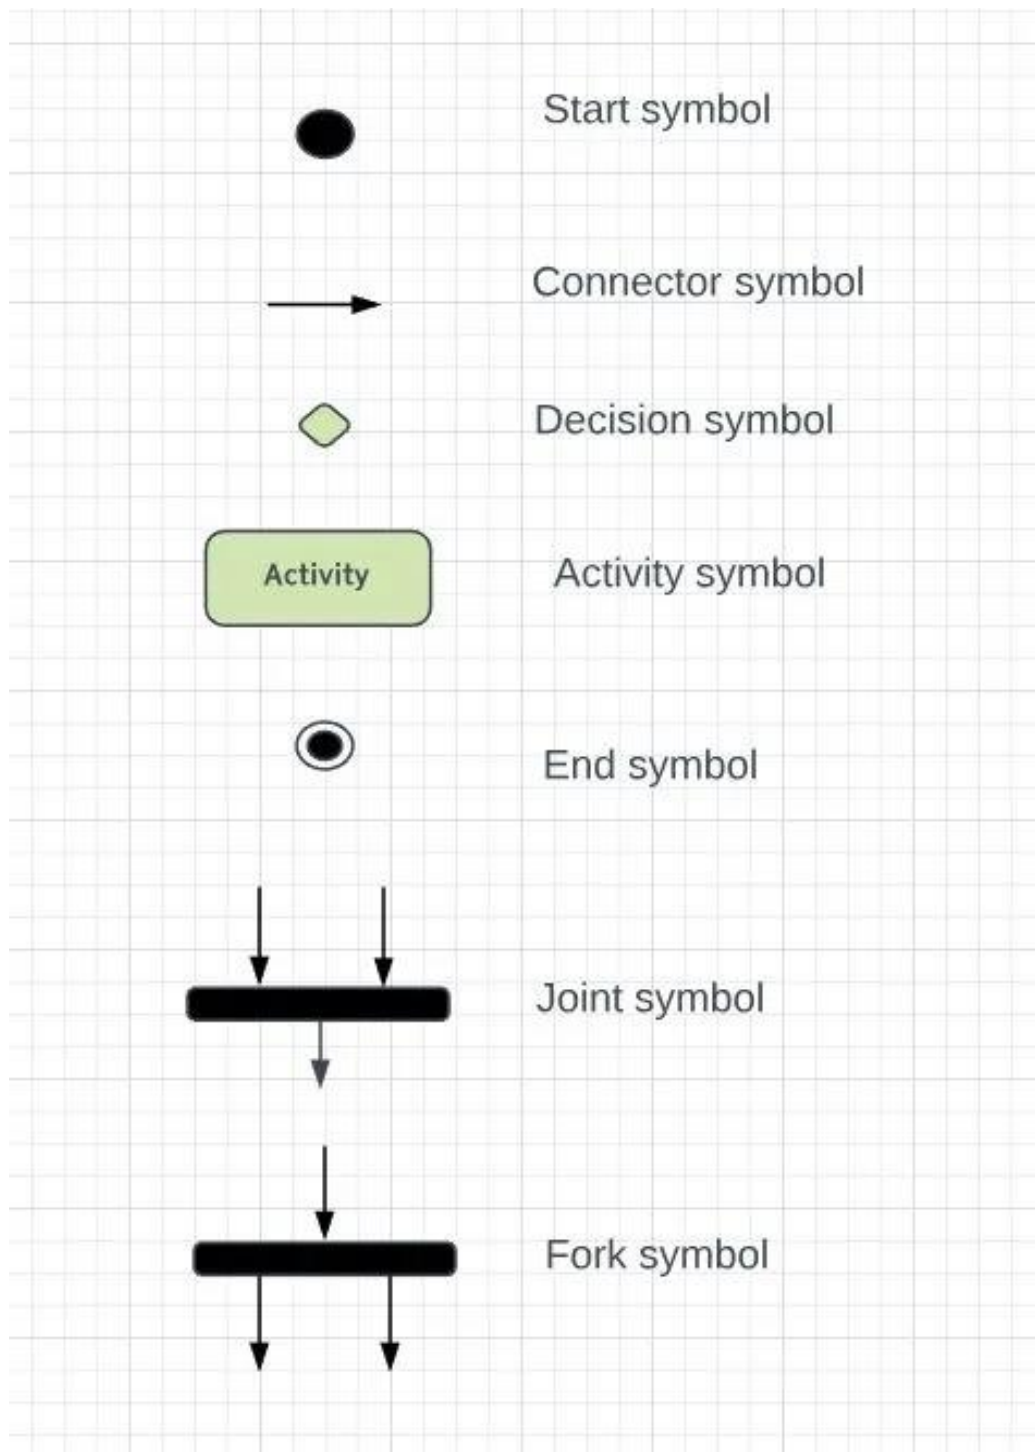 Start symbol
Connector symbol
Decision symbol
Activity
Activity symbol
End symbol
Joint symbol
Fork symbol